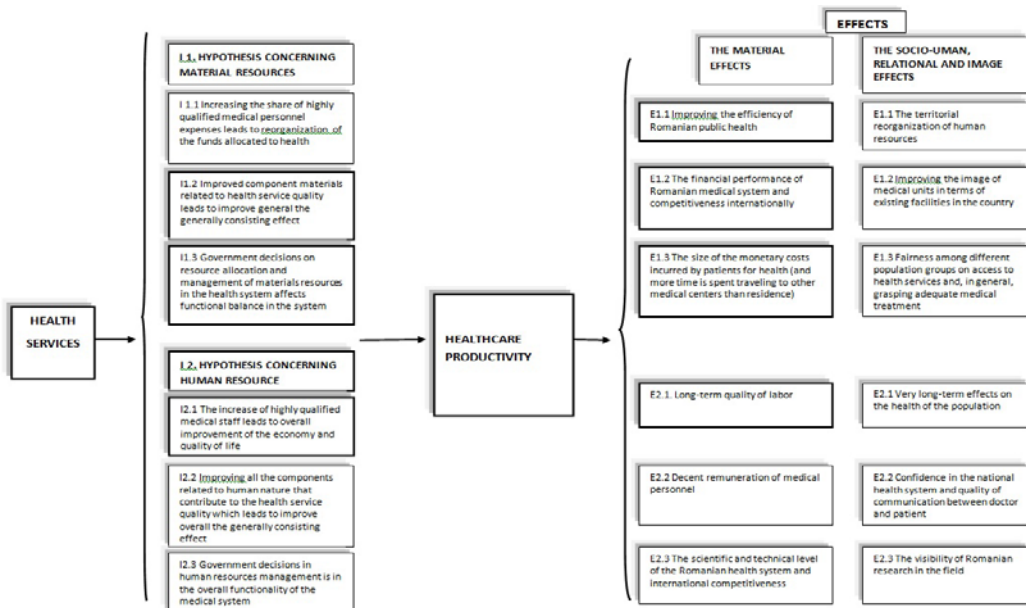 HEALTH
SERVICES
I.1. HYPOTHESIS CONCERNING
MATERIAL RESOURCES
I 1.1 Increasing the share of highly
qualified medical personnel
expenses leads to reorganization of
the funds allocated to health
I1.2 Improved component materials
related to health service quality
leads to improve general the
generally consisting effect
I1.3 Government decisions on
resource allocation and
management of materials resources
in the health system affects
functional balance in the system
I.2. HYPOTHESIS CONCERNING
HUMAN RESOURCE
I2.1 The increase of highly qualified
medical staff leads to overall
improvement of the economy and
quality of life
I2.2 Improving all the components
related to human nature that
contribute to the health service
quality which leads to improve
overall the generally consisting
effect
I2.3 Government decisions in
human resources management is in
the overall functionality of the
medical system
HEALTHCARE
PRODUCTIVITY
EFFECTS
THE MATERIAL
EFFECTS
E1.1 Improving the efficiency of
Romanian public health
E1.2 The financial performance of
Romanian medical system and
competitiveness internationally
E1.3 The size of the monetary costs
incurred by patients for health (and
more time is spent traveling to other
medical centers than residence)
E2.1. Long-term quality of labor
E2.2 Decent remuneration of medical
personnel
E2.3 The scientific and technical level
of the Romanian health system and
international competitiveness
THE SOCIO-UMAN,
RELATIONAL AND IMAGE
EFFECTS
E1.1 The territorial
reorganization of human
resources
E1.2 Improving the image of
medical units in terms of
existing facilities in the country
E1.3 Fairness among different
population groups on access to
health services and, in general,
grasping adequate medical
treatment
E2.1 Very long-term effects on
the health of the population
E2.2 Confidence in the national
health system and quality of
communication between doctor
and patient
E2.3 The visibility of Romanian
research in the field